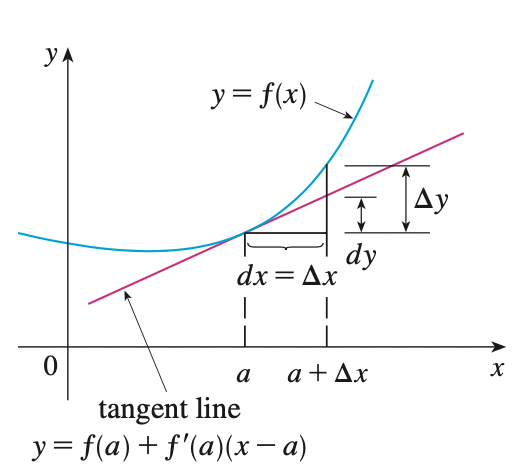 y
y = f(x)
Δy
dy
dx = Δx
0
a
a + Δx
x
tangent line
y = f(a) + f′(a)(x − a)